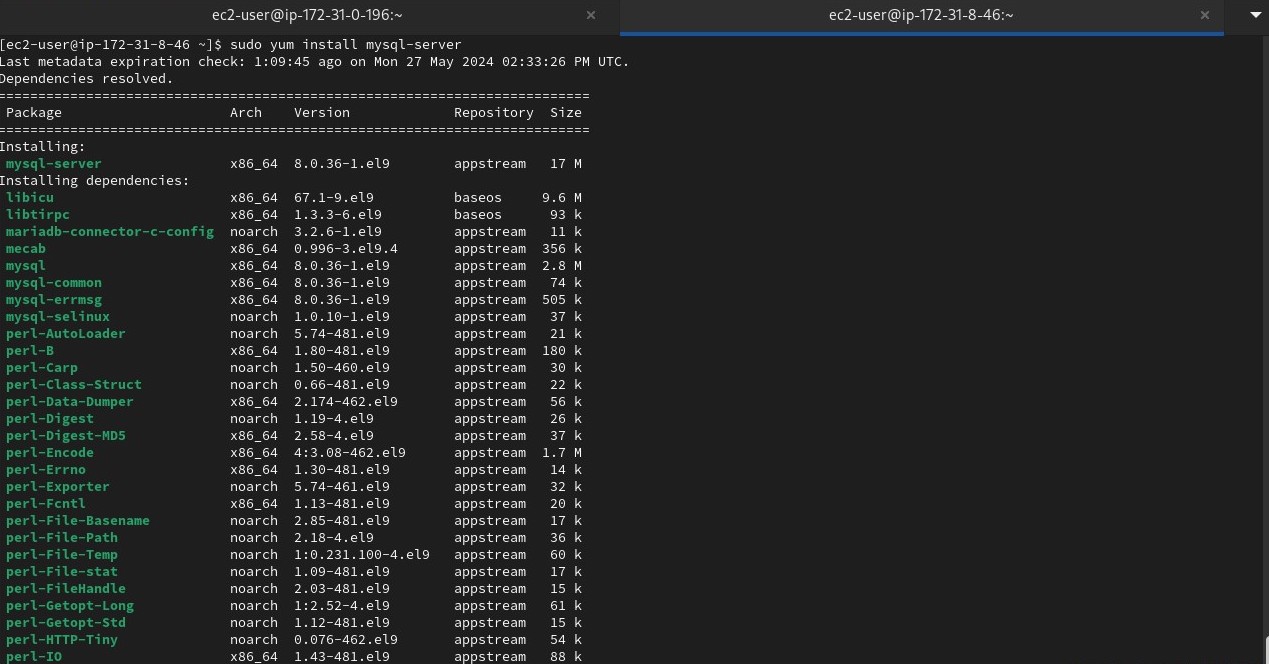 ec2-user@ip-172-31-0-196:~ × ec2-user@ip-172-31-8-46:~ ×
[ec2-user@ip-172-31-8-46 ~]$ sudo yum install mysql-server
Last metadata expiration check: 1:09:45 ago on Mon 27 May 2024 02:33:26 PM UTC.
Dependencies resolved.
==========================================================================
Package Arch Version Repository Size
==========================================================================
Installing:
mysql-server x86_64 8.0.36-1.el9 appstream 17 M
Installing dependencies:
libicu x86_64 67.1-9.el9 baseos 9.6 M
libtirpc x86_64 1.3.3-6.el9 baseos 93 k
mariadb-connector-c-config noarch 3.2.6-1.el9 appstream 11 k
mecab x86_64 0.996-3.el9.4 appstream 356 k
mysql x86_64 8.0.36-1.el9 appstream 2.8 M
mysql-common x86_64 8.0.36-1.el9 appstream 74 k
mysql-errmsg x86_64 8.0.36-1.el9 appstream 505 k
mysql-selinux noarch 1.0.10-1.el9 appstream 37 k
perl-AutoLoader noarch 5.74-481.el9 appstream 21 k
perl-B x86_64 1.80-481.el9 appstream 180 k
perl-Carp noarch 1.50-460.el9 appstream 30 k
perl-Class-Struct noarch 0.66-481.el9 appstream 22 k
perl-Data-Dumper x86_64 2.174-462.el9 appstream 56 k
perl-Digest noarch 1.19-4.el9 appstream 26 k
perl-Digest-MD5 x86_64 2.58-4.el9 appstream 37 k
perl-Encode x86_64 4:3.08-462.el9 appstream 1.7 M
perl-Errno x86_64 1.30-481.el9 appstream 14 k
perl-Exporter noarch 5.74-461.el9 appstream 32 k
perl-Fcntl x86_64 1.13-481.el9 appstream 20 k
perl-File-Basename noarch 2.85-481.el9 appstream 17 k
perl-File-Path noarch 2.18-4.el9 appstream 36 k
perl-File-Temp noarch 1:0.231.100-4.el9 appstream 60 k
perl-File-stat noarch 1.09-481.el9 appstream 17 k
perl-FileHandle noarch 2.03-481.el9 appstream 15 k
perl-Getopt-Long noarch 1:2.52-4.el9 appstream 61 k
perl-Getopt-Std noarch 1.12-481.el9 appstream 15 k
perl-HTTP-Tiny noarch 0.076-462.el9 appstream 54 k
perl-IO x86_64 1.43-481.el9 appstream 88 k